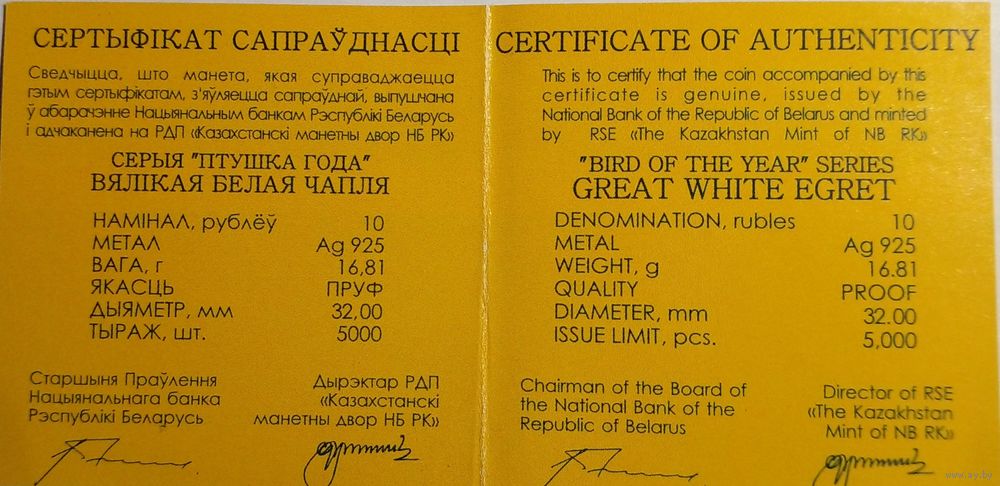 СЕРТЫФІКАТ САПРАЎДНАСЦІ
Сведчыцца, што манета, якая суправаджаецца
гэтым сертыфікатам, з'яўляецца сапраўднай, выпушчана
ў абарачэнне Нацыянальным банкам Рэспублікі Беларусь
і адчаканена на РДП «Казахстанскі манетны двор НБ РК»
СЕРЫЯ "ПТУШКА ГОДА"
ВЯЛІКАЯ БЕЛАЯ ЧАПЛЯ
НАМІНАЛ, рублёў 10
МЕТАЛ Ag 925
ВАГА, г 16,81
ЯКАСЦЬ ПРУФ
ДЫЯМЕТР, мм 32,00
ТЫРАЖ, шт. 5000
Старшыня Праўлення
Нацыянальнага банка
Рэспублікі Беларусь
Дырэктар РДП
«Казахстанскі
манетны двор НБ РК»
CERTIFICATE OF AUTHENTICITY
This is to certify that the coin accompanied by this
certificate is genuine, issued by the
National Bank of the Republic of Belarus and minted
by RSE «The Kazakhstan Mint of NB RK»
"BIRD OF THE YEAR" SERIES
GREAT WHITE EGRET
DENOMINATION, rubles 10
METAL Ag 925
WEIGHT, g 16.81
QUALITY PROOF
DIAMETER, mm 32.00
ISSUE LIMIT, pcs. 5,000
Chairman of the Board of
the National Bank of the
Republic of Belarus
Director of RSE
«The Kazakhstan
Mint of NB RK»
www.ay.by